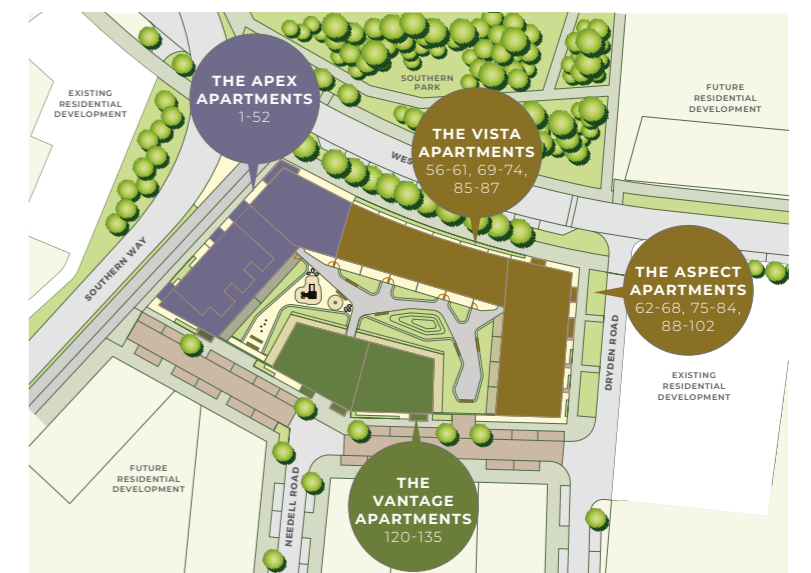 EXISTING
RESIDENTIAL
DEVELOPMENT
THE APEX
APARTMENTS
1-52
SOUTHERN
PARK
FUTURE
RESIDENTIAL
DEVELOPMENT
WES
THE VISTA
APARTMENTS
56-61, 69-74,
85-87
SOUTHERN WAY
THE ASPECT
APARTMENTS
62-68, 75-84,
88-102
DRYDEN ROAD
EXISTING
RESIDENTIAL
DEVELOPMENT
FUTURE
RESIDENTIAL
DEVELOPMENT
NEEDELL ROAD
THE
VANTAGE
APARTMENTS
120-135